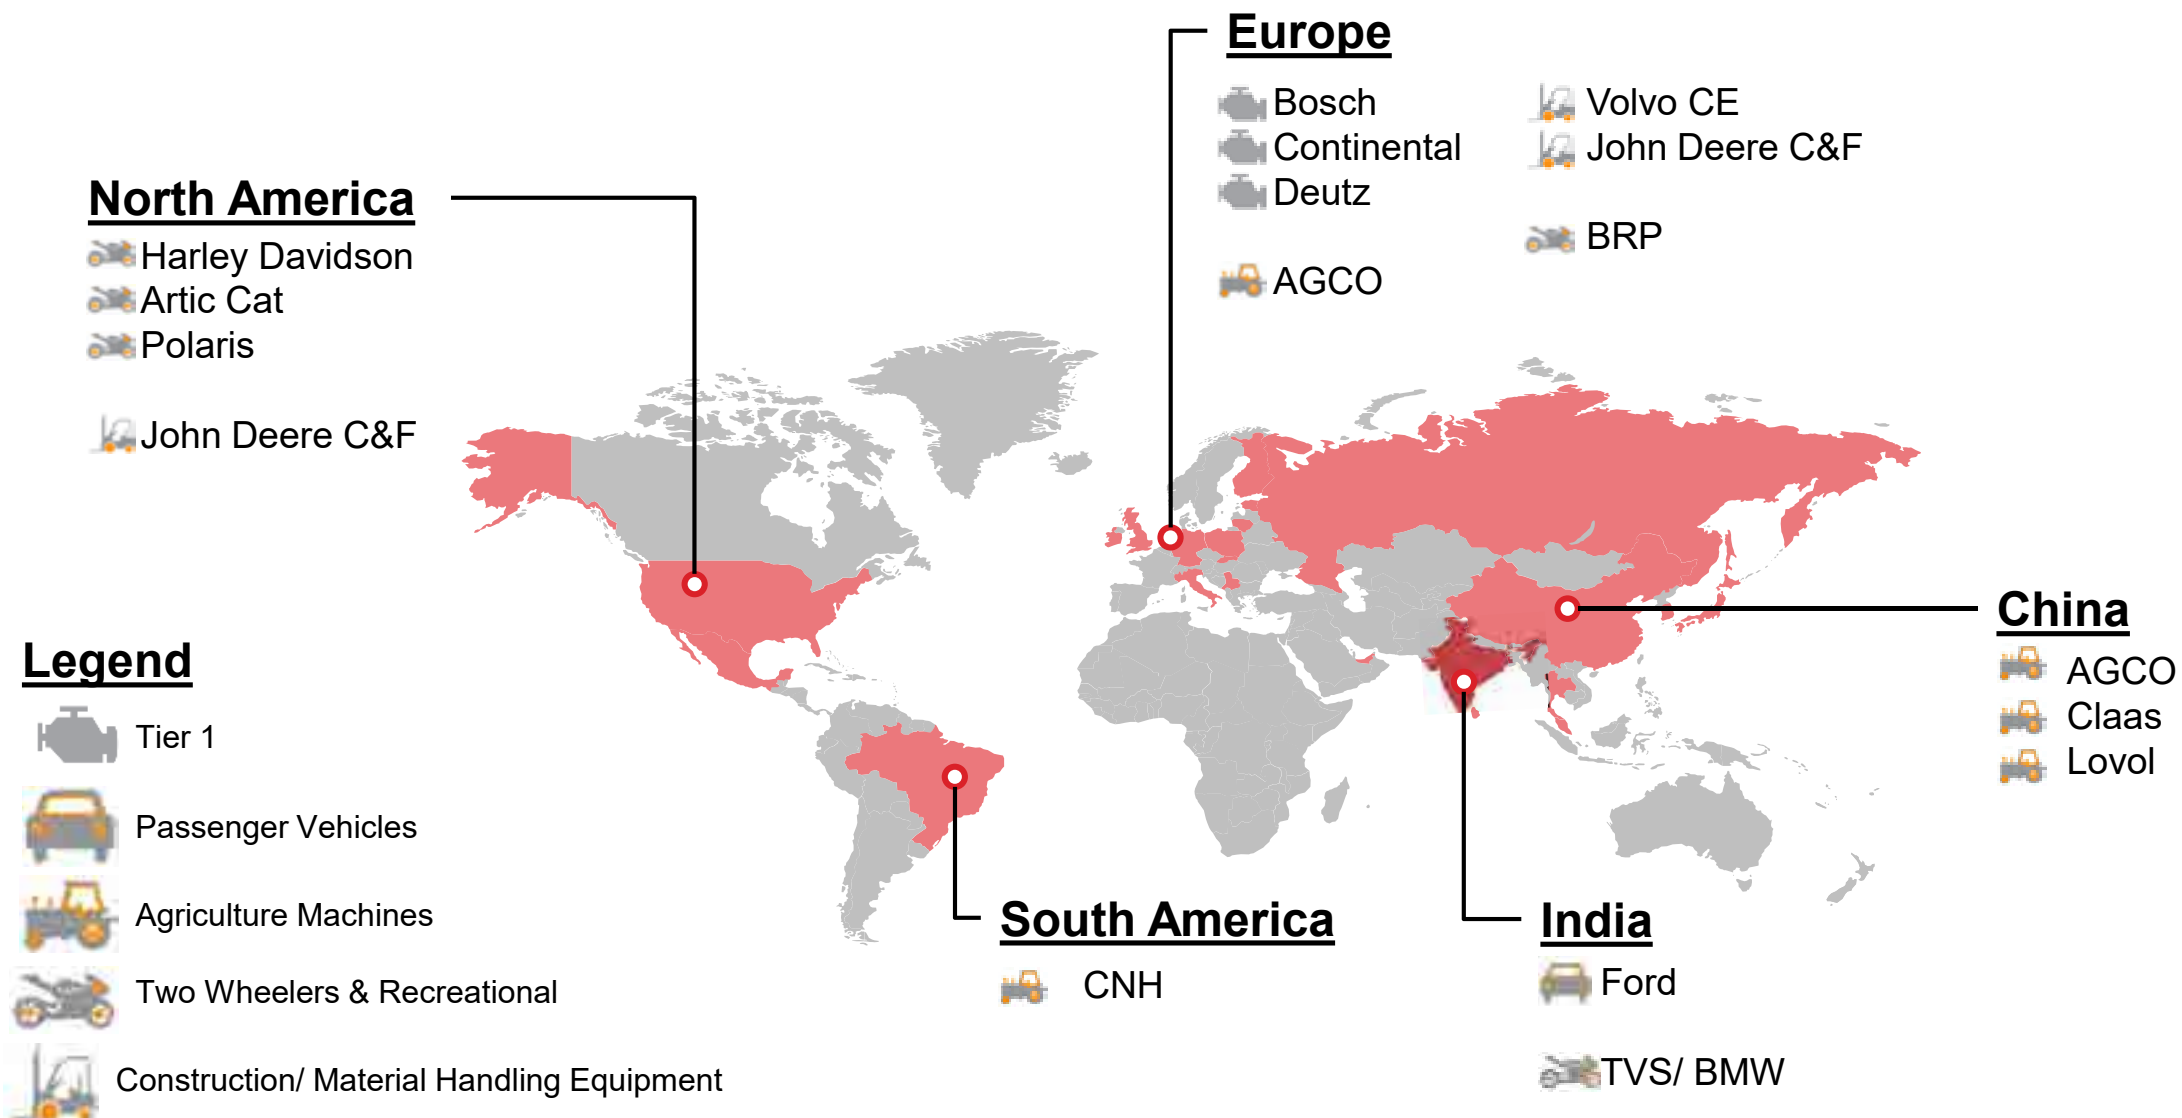 Europe
Bosch
Continental
Deutz
AGCO
Volvo CE
John Deere C&F
BRP
North America
Harley Davidson
Artic Cat
Polaris
John Deere C&F
China
AGCO
Claas
Lovol
Legend
Tier 1
Passenger Vehicles
Agriculture Machines
Two Wheelers & Recreational
Construction/ Material Handling Equipment
South America
CNH
India
Ford
TVS/ BMW